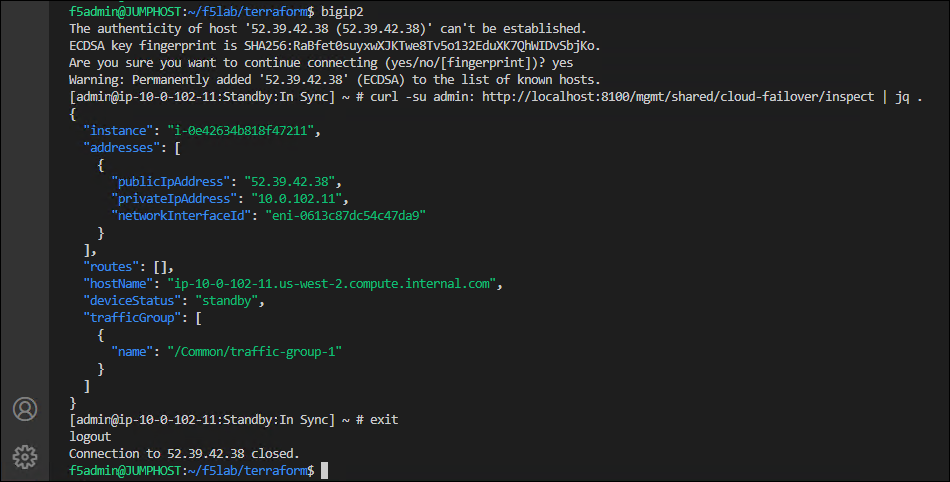 f5admin@JUMPHOST:~/f5lab/terraform$ bigip2
The authenticity of host '52.39.42.38 (52.39.42.38)' can't be established.
ECDSA key fingerprint is SHA256:RaBfet0suyxwXJKTwe8Tv5o132EduXK7QhWIDvSbjKo.
Are you sure you want to continue connecting (yes/no/[fingerprint])? yes
Warning: Permanently added '52.39.42.38' (ECDSA) to the list of known hosts.
[admin@ip-10-0-102-11:Standby:In Sync] ~ # curl -su admin: http://localhost:8100/mgmt/shared/cloud-failover/inspect | jq .
{
  "instance": "i-0e42634b818f47211",
  "addresses": [
    {
      "publicIpAddress": "52.39.42.38",
      "privateIpAddress": "10.0.102.11",
      "networkInterfaceId": "eni-0613c87dc54c47da9"
    }
  ],
  "routes": [],
  "hostName": "ip-10-0-102-11.us-west-2.compute.internal.com",
  "deviceStatus": "standby",
  "trafficGroup": [
    {
      "name": "/Common/traffic-group-1"
    }
  ]
}
[admin@ip-10-0-102-11:Standby:In Sync] ~ # exit
logout
Connection to 52.39.42.38 closed.
f5admin@JUMPHOST:~/f5lab/terraform$